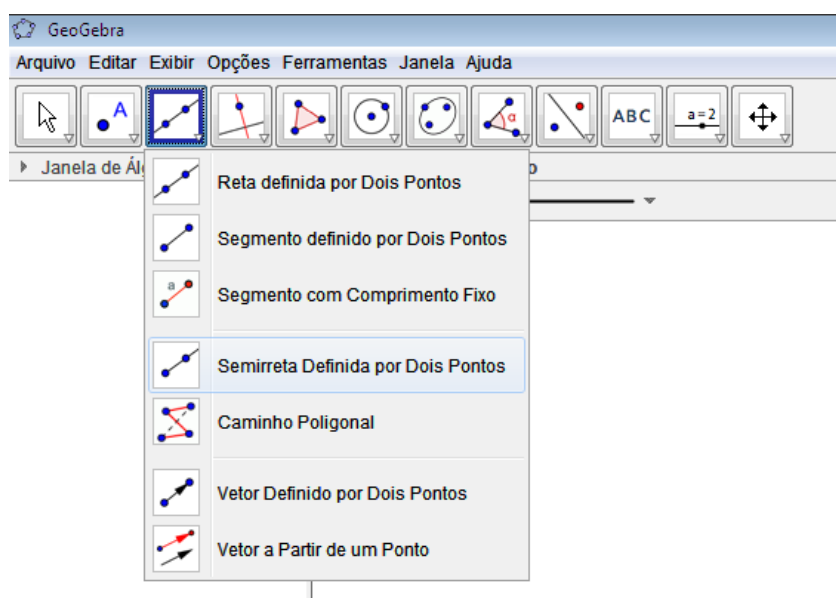 GeoGebra
Arquivo Editar Exibir Opções Ferramentas Janela Ajuda
A α ABC a=2
Janela de Ál
Reta definida por Dois Pontos
Segmento definido por Dois Pontos
a
Segmento com Comprimento Fixo
Semirreta Definida por Dois Pontos
Caminho Poligonal
Vetor Definido por Dois Pontos
Vetor a Partir de um Ponto